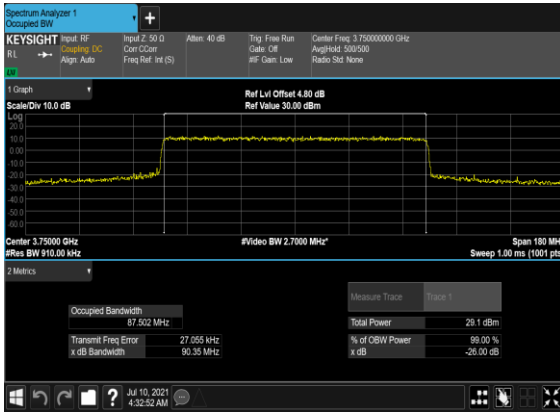 Spectrum Analyzer 1
Occupied BW
+
KEYSIGHT Input: RF Input Z: 50 Ω Atten: 40 dB Trig: Free Run Center Freq: 3.750000000 GHz
RL Coupling: DC Corr CCorr Gate: Off Avg|Hold: 500/500
Align: Auto Freq Ref: Int (S) #IF Gain: Low Radio Std: None
1 Graph
Ref Lvl Offset 4.80 dB
Scale/Div 10.0 dB Ref Value 30.00 dBm
Log
20.0
10.0
0.00
-10.0
-20.0
-30.0
-40.0
-50.0
-60.0
Center 3.75000 GHz #Video BW 2.7000 MHz* Span 180 MH
#Res BW 910.00 kHz Sweep 1.00 ms (1001 pts
2 Metrics
Measure Trace Trace 1
Occupied Bandwidth
87.502 MHz Total Power 29.1 dBm
Transmit Freq Error 27.055 kHz % of OBW Power 99.00 %
x dB Bandwidth 90.35 MHz x dB -26.00 dB
? Jul 10, 2021
4:32:52 AM